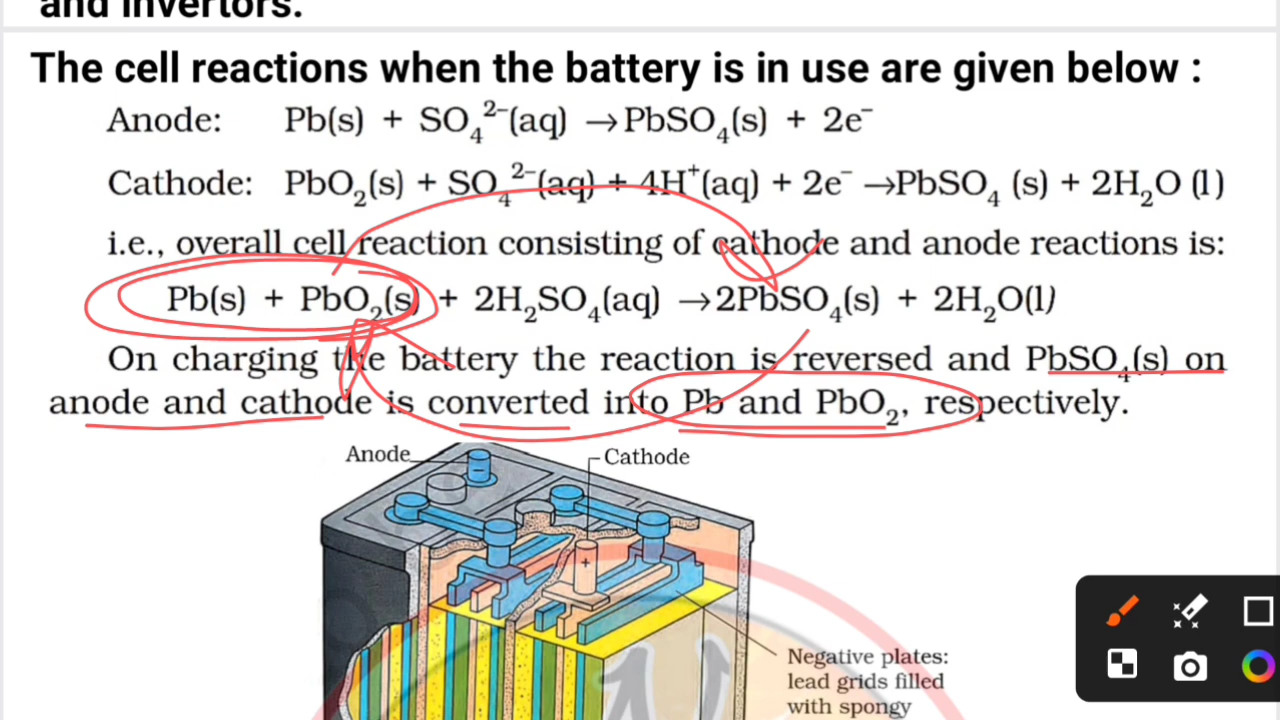 and invertors.
The cell reactions when the battery is in use are given below :
Anode: Pb(s) + SO₄²⁻(aq) → PbSO₄(s) + 2e⁻
Cathode: PbO₂(s) + SO₄²⁻(aq) + 4H⁺(aq) + 2e⁻ → PbSO₄ (s) + 2H₂O (l)
i.e., overall cell reaction consisting of cathode and anode reactions is:
Pb(s) + PbO₂(s) + 2H₂SO₄(aq) → 2PbSO₄(s) + 2H₂O(l)
On charging the battery the reaction is reversed and PbSO₄(s) on
anode and cathode is converted into Pb and PbO₂, respectively.
Anode
Cathode
−
+
Negative plates:
lead grids filled
with spongy